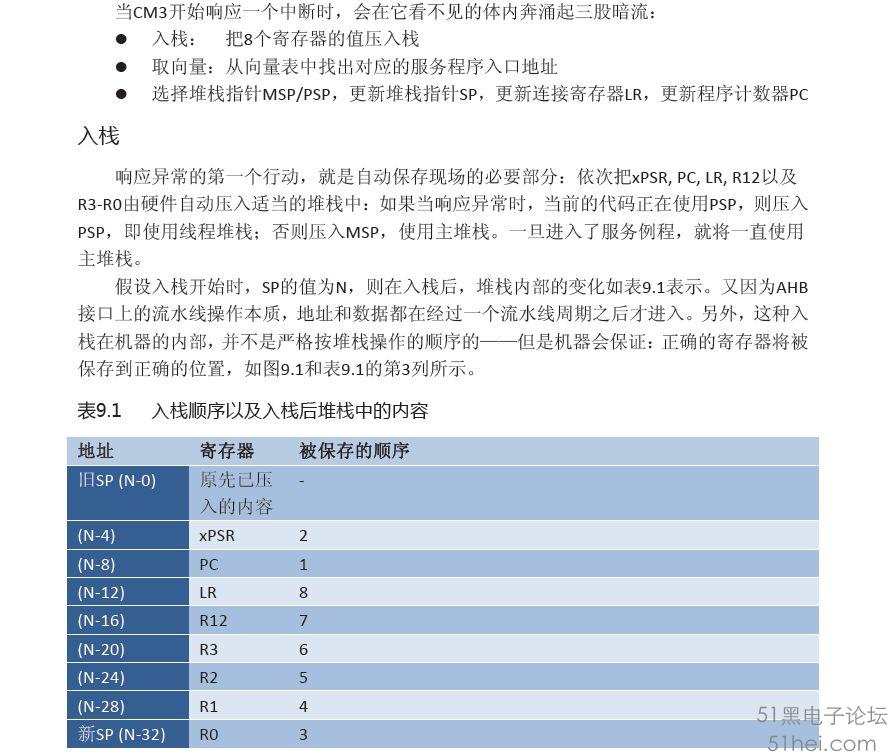 当CM3开始响应一个中断时，会在它看不见的体内奔涌起三股暗流：
● 入栈： 把8个寄存器的值压入栈
● 取向量：从向量表中找出对应的服务程序入口地址
● 选择堆栈指针MSP/PSP，更新堆栈指针SP，更新连接寄存器LR，更新程序计数器PC
入栈
响应异常的第一个行动，就是自动保存现场的必要部分：依次把xPSR, PC, LR, R12以及
R3-R0由硬件自动压入适当的堆栈中：如果当响应异常时，当前的代码正在使用PSP，则压入
PSP，即使用线程堆栈；否则压入MSP，使用主堆栈。一旦进入了服务例程，就将一直使用
主堆栈。
假设入栈开始时，SP的值为N，则在入栈后，堆栈内部的变化如表9.1表示。又因为AHB
接口上的流水线操作本质，地址和数据都在经过一个流水线周期之后才进入。另外，这种入
栈在机器的内部，并不是严格按堆栈操作的顺序的——但是机器会保证：正确的寄存器将被
保存到正确的位置，如图9.1和表9.1的第3列所示。
表9.1 入栈顺序以及入栈后堆栈中的内容
地址 寄存器 被保存的顺序
旧SP (N-0) 原先已压 -
入的内容
(N-4) xPSR 2
(N-8) PC 1
(N-12) LR 8
(N-16) R12 7
(N-20) R3 6
(N-24) R2 5
(N-28) R1 4
新SP (N-32) R0 3
51黑电子论坛
51hei.com